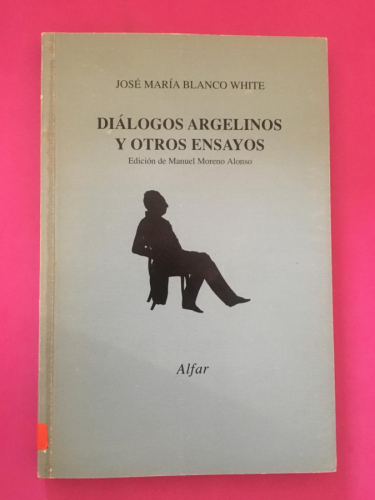 JOSÉ MARÍA BLANCO WHITE
DIÁLOGOS ARGELINOS
Y OTROS ENSAYOS
Edición de Manuel Moreno Alonso
Alfar